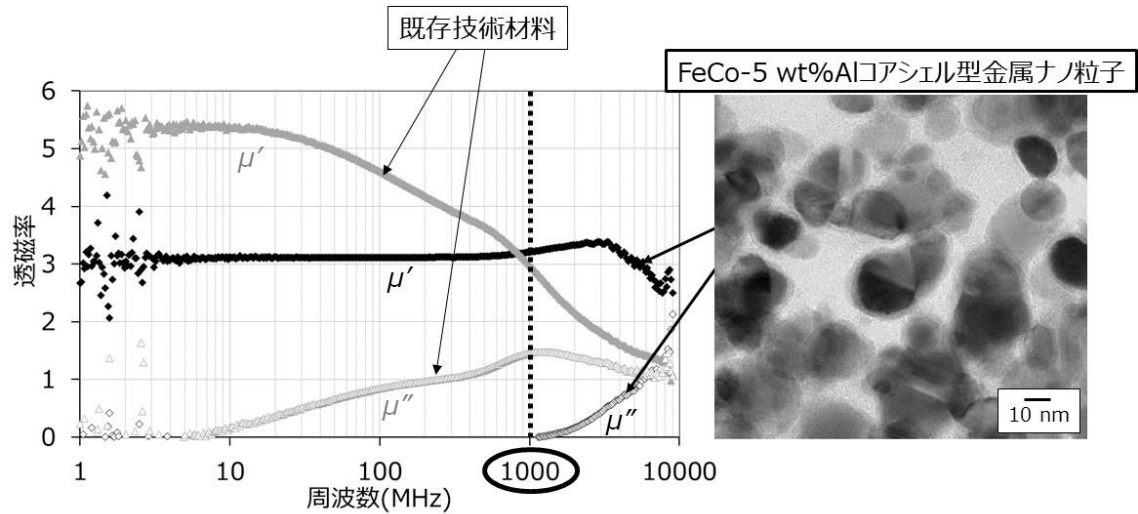 既存技術材料
FeCo-5 wt%Alコアシェル型金属ナノ粒子
6
5
4
3
2
1
0
透磁率
μ′
μ′
μ″
μ″
1
10
100
1000
10000
周波数(MHz)
10 nm